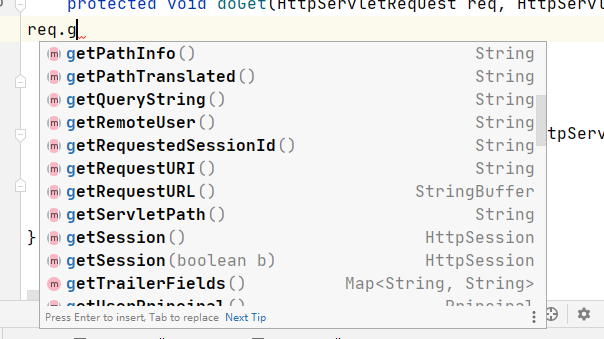 protected void doGet(HttpServletRequest req, HttpServl
req.g
m getPathInfo() String
m getPathTranslated() String
m getQueryString() String
m getRemoteUser() String
m getRequestedSessionId() String
m getRequestURI() String
m getRequestURL() StringBuffer
m getServletPath() String
m getSession() HttpSession
m getSession(boolean b) HttpSession
m getTrailerFields() Map<String, String>
m getUserPrincipal() Principal
Press Enter to insert, Tab to replace Next Tip
ttpServ
}